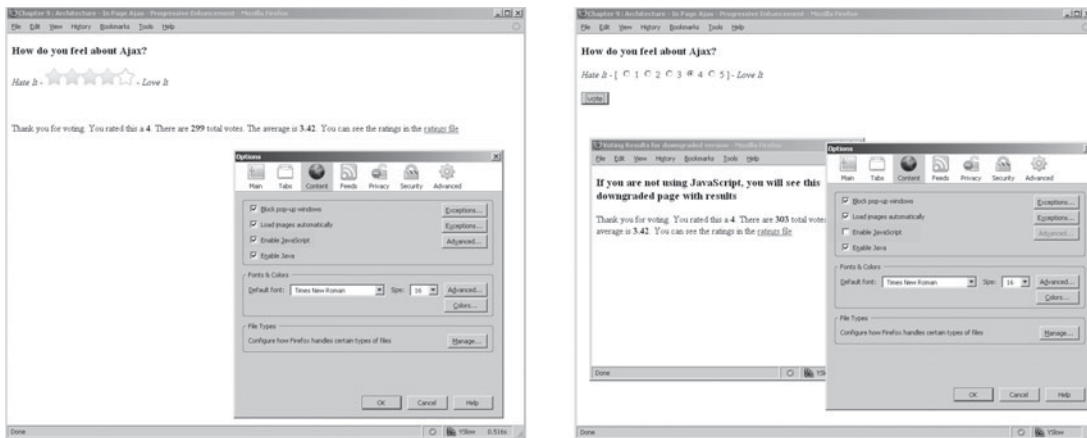 Chapter 9 : Architecture - In Page Ajax - Progressive Enhancement - Mozilla Firefox
File Edit View History Bookmarks Tools Help
How do you feel about Ajax?
Hate It - - Love It
Thank you for voting. You rated this a 4. There are 299 total votes. The average is 3.42. You can see the ratings in the ratings file
Options
Main Tabs Content Feeds Privacy Security Advanced
Block pop-up windows Exceptions...
Load images automatically Exceptions...
Enable JavaScript Advanced...
Enable Java
Fonts & Colors
Default font: Times New Roman Size: 16 Advanced...
Colors...
File Types
Configure how Firefox handles certain types of files Manage...
OK Cancel Help
Done YSlow 0.516s
Chapter 9 : Architecture - In Page Ajax - Progressive Enhancement - Mozilla Firefox
File Edit View History Bookmarks Tools Help
How do you feel about Ajax?
Hate It - [ 1 2 3 4 5 ] - Love It
vote
Voting Results for downgraded version - Mozilla Firefox
File Edit View History Bookmarks Tools Help
If you are not using JavaScript, you will see this
downgraded page with results
Thank you for voting. You rated this a 4. There are 303 total votes
average is 3.42. You can see the ratings in the ratings file
Done YSl
Options
Main Tabs Content Feeds Privacy Security Advanced
Block pop-up windows Exceptions...
Load images automatically Exceptions...
Enable JavaScript Advanced...
Enable Java
Fonts & Colors
Default font: Times New Roman Size: 16 Advanced...
Colors...
File Types
Configure how Firefox handles certain types of files Manage...
OK Cancel Help
Done YSlow